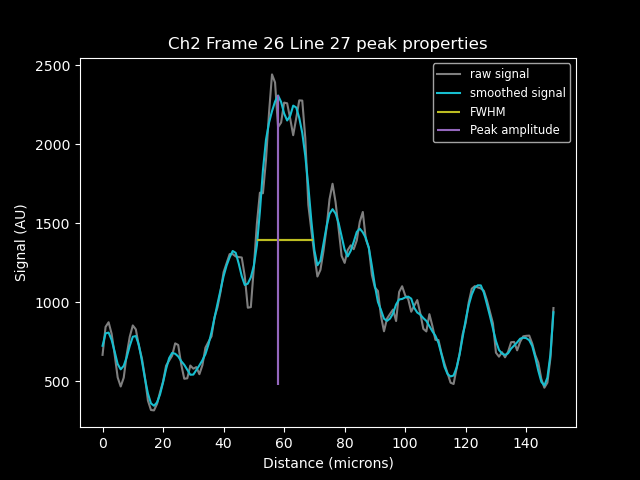 Ch2 Frame 26 Line 27 peak properties
raw signal
smoothed signal
FWHM
Peak amplitude
2500
2000
1500
1000
500
Signal (AU)
0 20 40 60 80 100 120 140
Distance (microns)